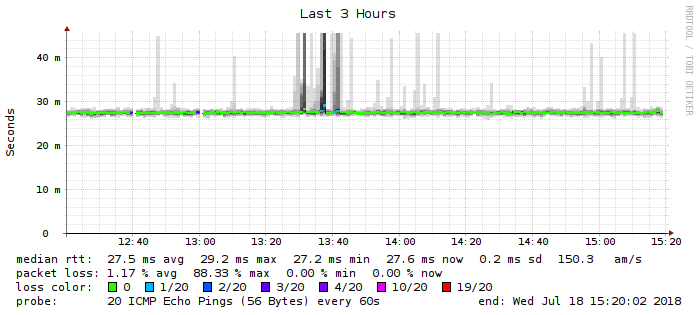 Last 3 Hours
RRDTOOL / TOBI OETIKER
Seconds
40 m
30 m
20 m
10 m
0
12:40 13:00 13:20 13:40 14:00 14:20 14:40 15:00 15:20
median rtt: 27.5 ms avg 29.2 ms max 27.2 ms min 27.6 ms now 0.2 ms sd 150.3 am/s
packet loss: 1.17 % avg 88.33 % max 0.00 % min 0.00 % now
loss color: 0 1/20 2/20 3/20 4/20 10/20 19/20
probe: 20 ICMP Echo Pings (56 Bytes) every 60s end: Wed Jul 18 15:20:02 2018